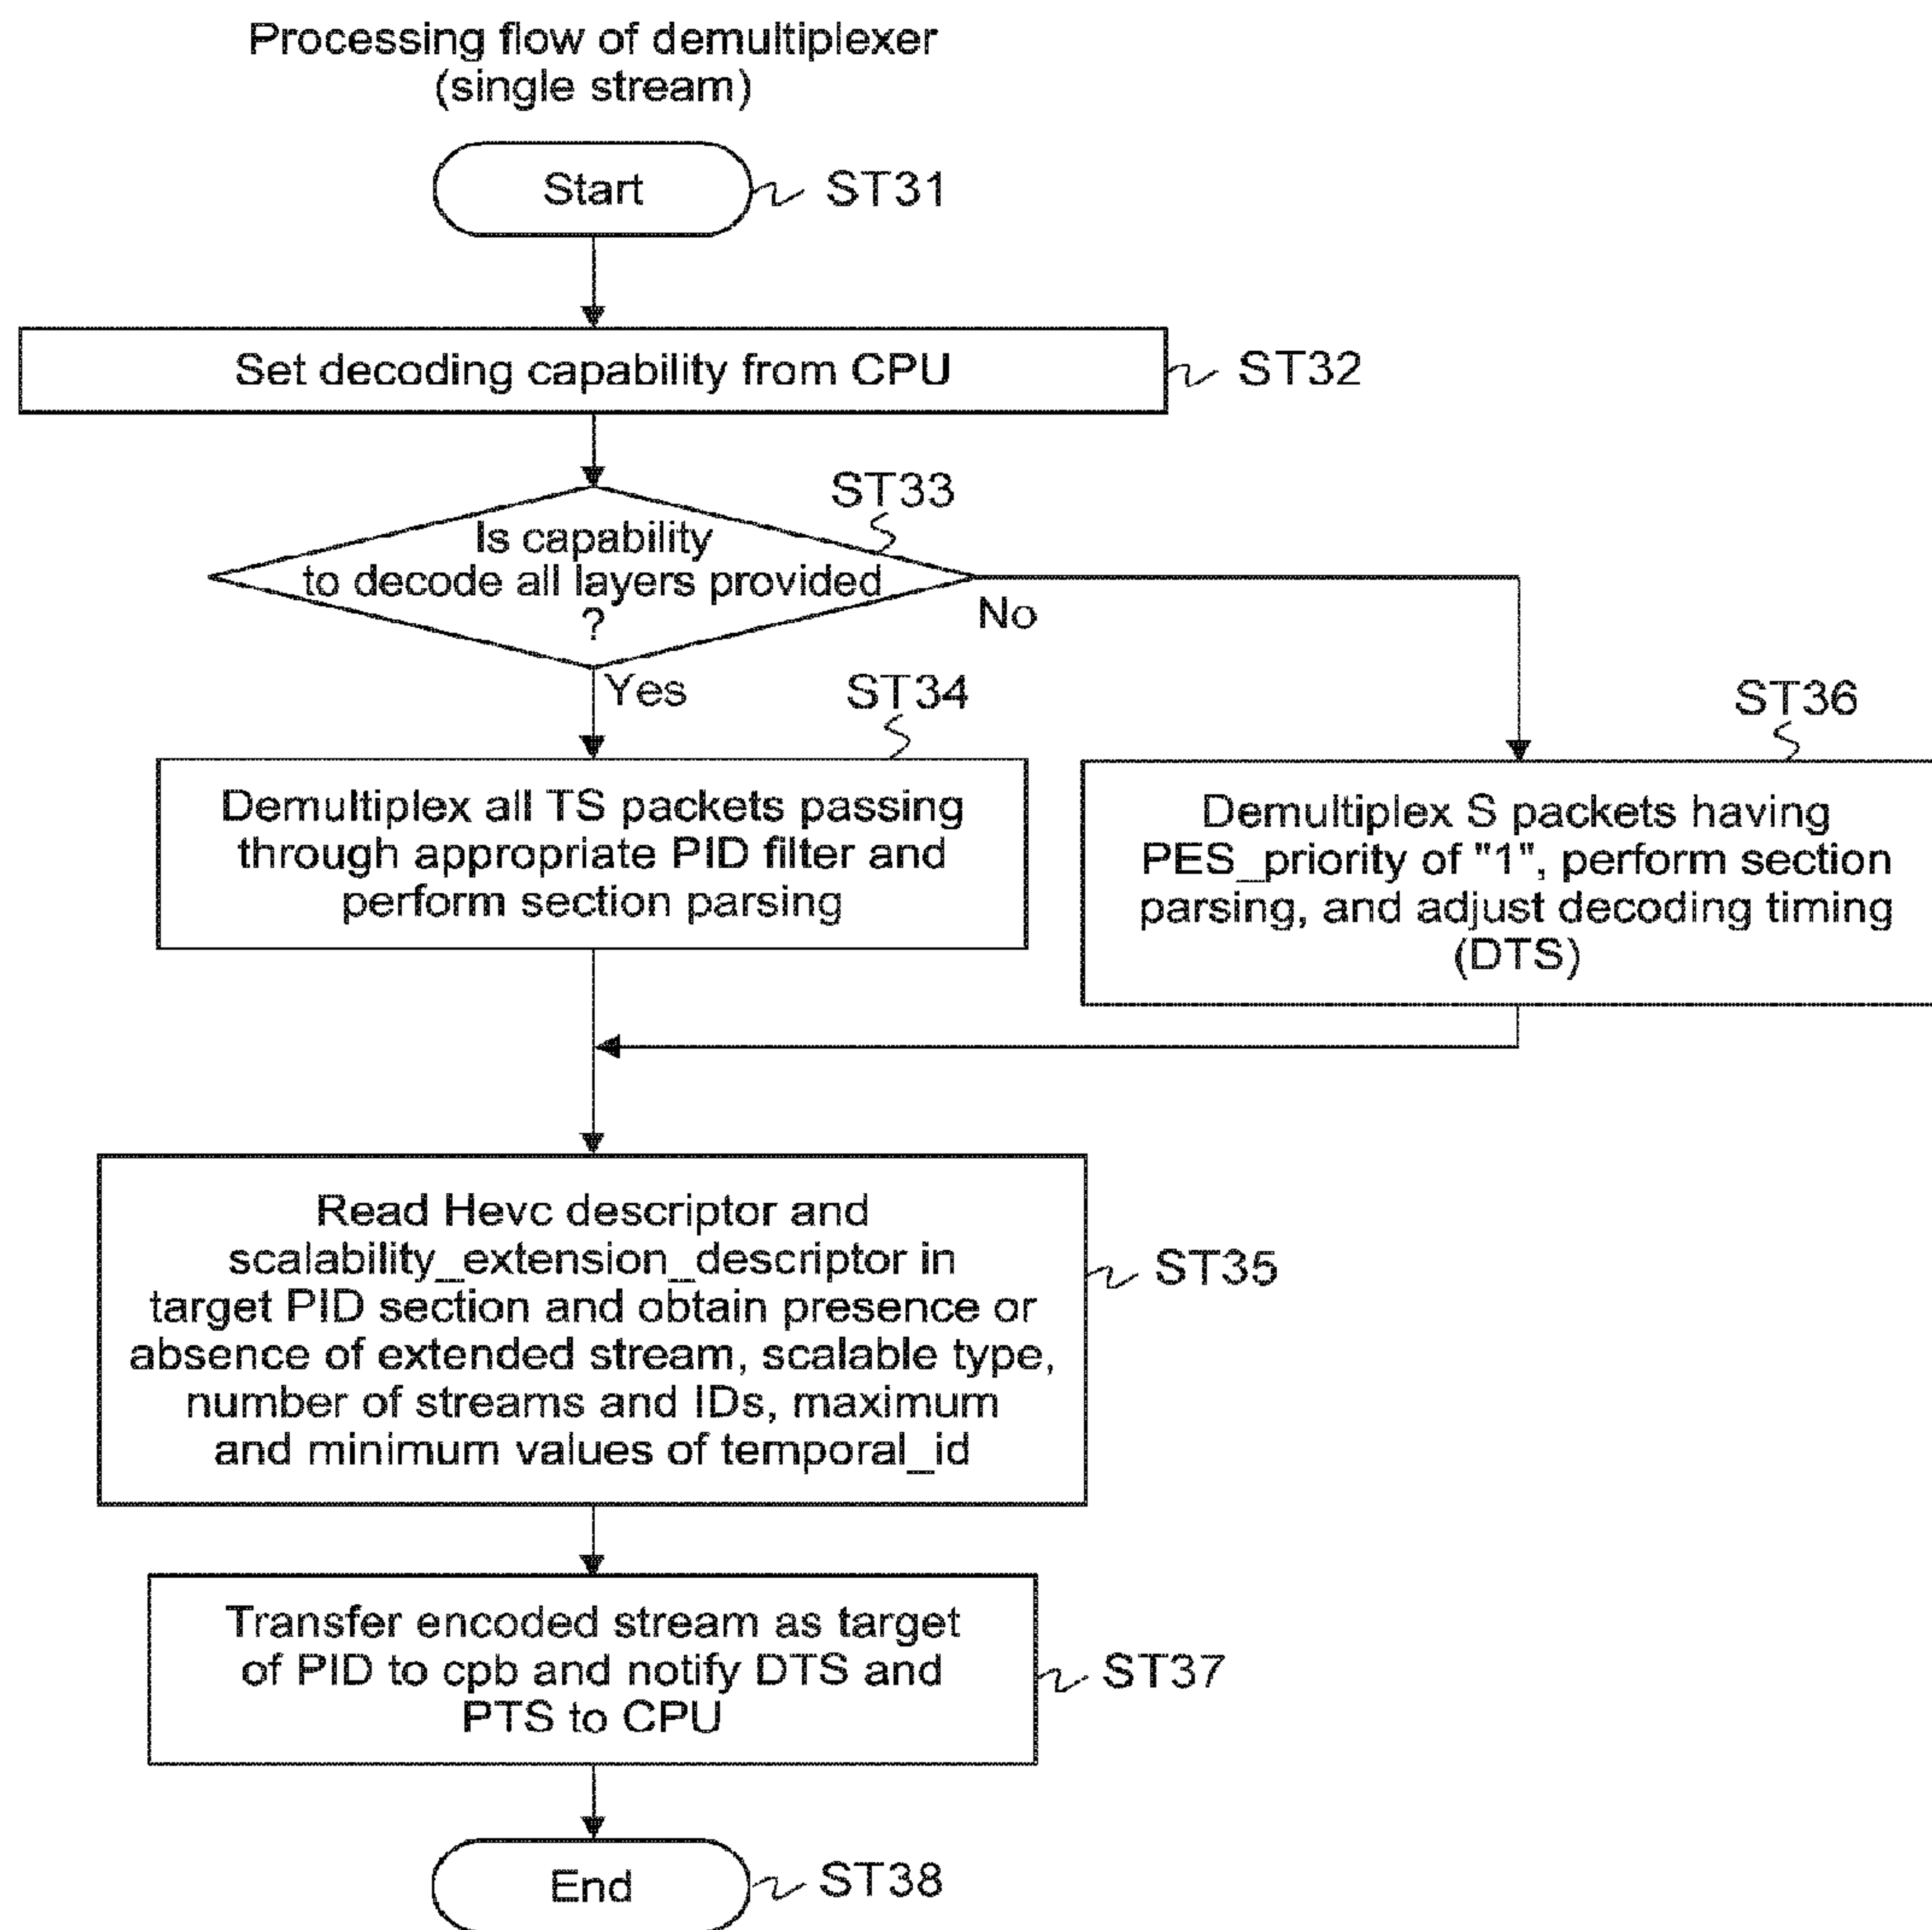 Processing flow of demultiplexer
(single stream)
Start
ST31
Set decoding capability from CPU
ST32
ST33
Is capability
to decode all layers provided
?
No
Yes
ST34
ST36
Demultiplex all TS packets passing
through appropriate PID filter and
perform section parsing
Demultiplex S packets having
PES_priority of "1", perform section
parsing, and adjust decoding timing
(DTS)
Read Hevc descriptor and
scalability_extension_descriptor in
target PID section and obtain presence or
absence of extended stream, scalable type,
number of streams and IDs, maximum
and minimum values of temporal_id
ST35
Transfer encoded stream as target
of PID to cpb and notify DTS and
PTS to CPU
ST37
End
ST38